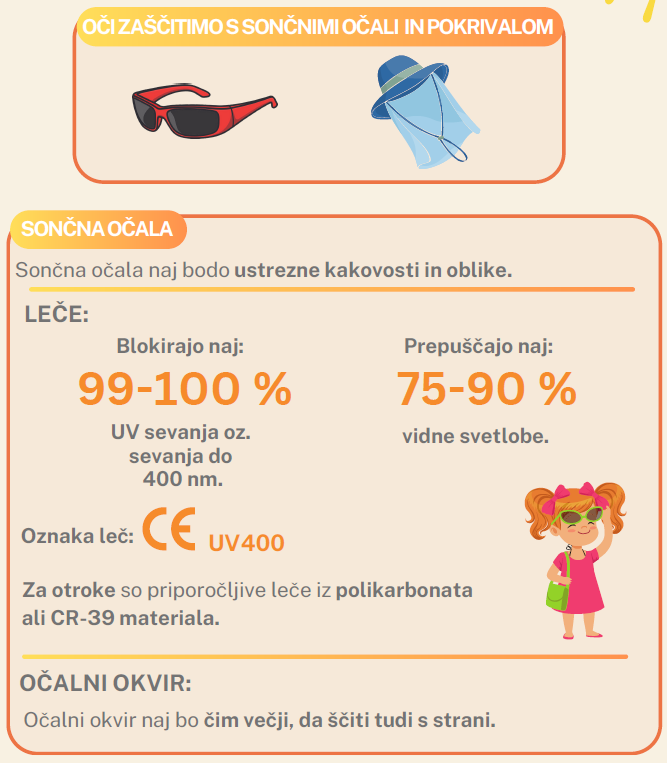 OČI ZAŠČITIMO S SONČNIMI OČALI IN POKRIVALOM
SONČNA OČALA
Sončna očala naj bodo ustrezne kakovosti in oblike.
LEČE:
Blokirajo naj:
99-100 %
UV sevanja oz.
sevanja do
400 nm.
Prepuščajo naj:
75-90 %
vidne svetlobe.
Oznaka leč: CE UV400
Za otroke so priporočljive leče iz polikarbonata
ali CR-39 materiala.
OČALNI OKVIR:
Očalni okvir naj bo čim večji, da ščiti tudi s strani.